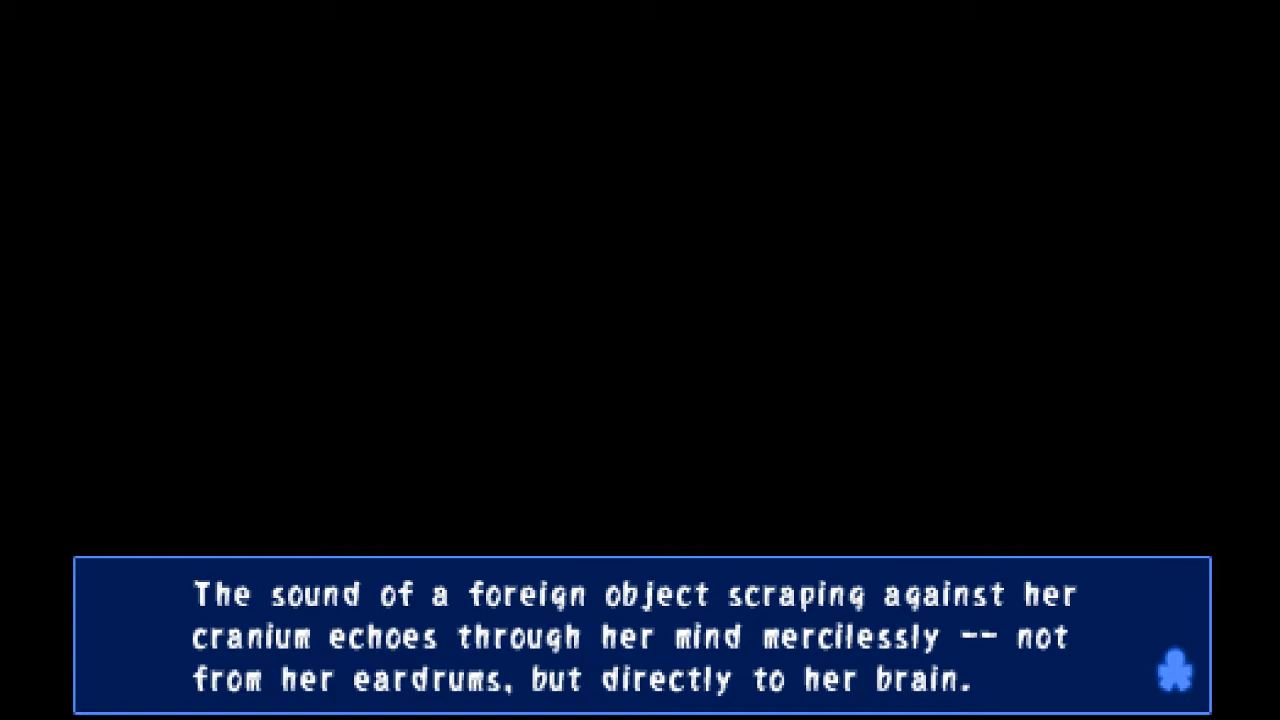 The sound of a foreign object scraping against her
cranium echoes through her mind mercilessly -- not
from her eardrums, but directly to her brain.